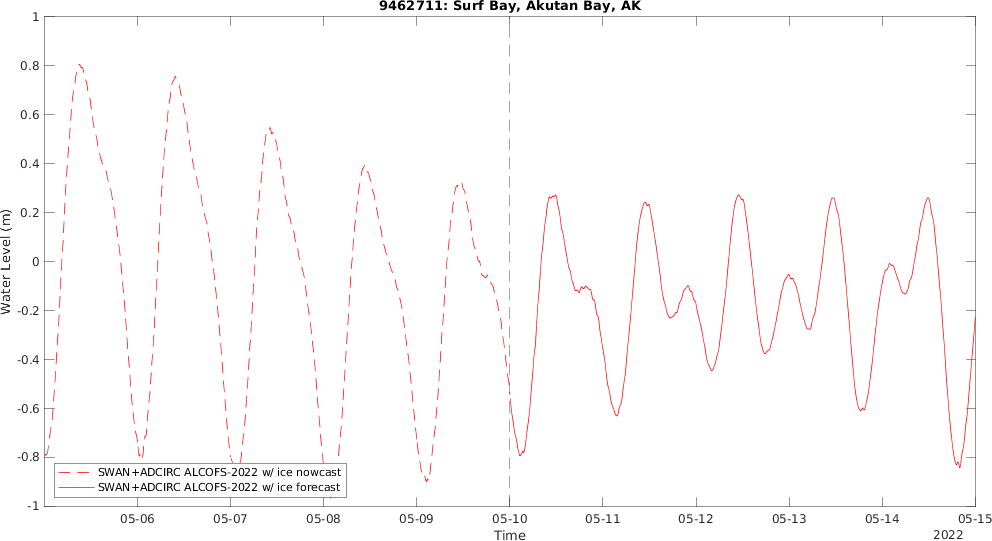 9462711: Surf Bay, Akutan Bay, AK
1
0.8
0.6
0.4
0.2
0
-0.2
-0.4
-0.6
-0.8
-1
Water Level (m)
SWAN+ADCIRC ALCOFS-2022 w/ ice nowcast
SWAN+ADCIRC ALCOFS-2022 w/ ice forecast
05-06 05-07 05-08 05-09 05-10 05-11 05-12 05-13 05-14 05-15
Time
2022